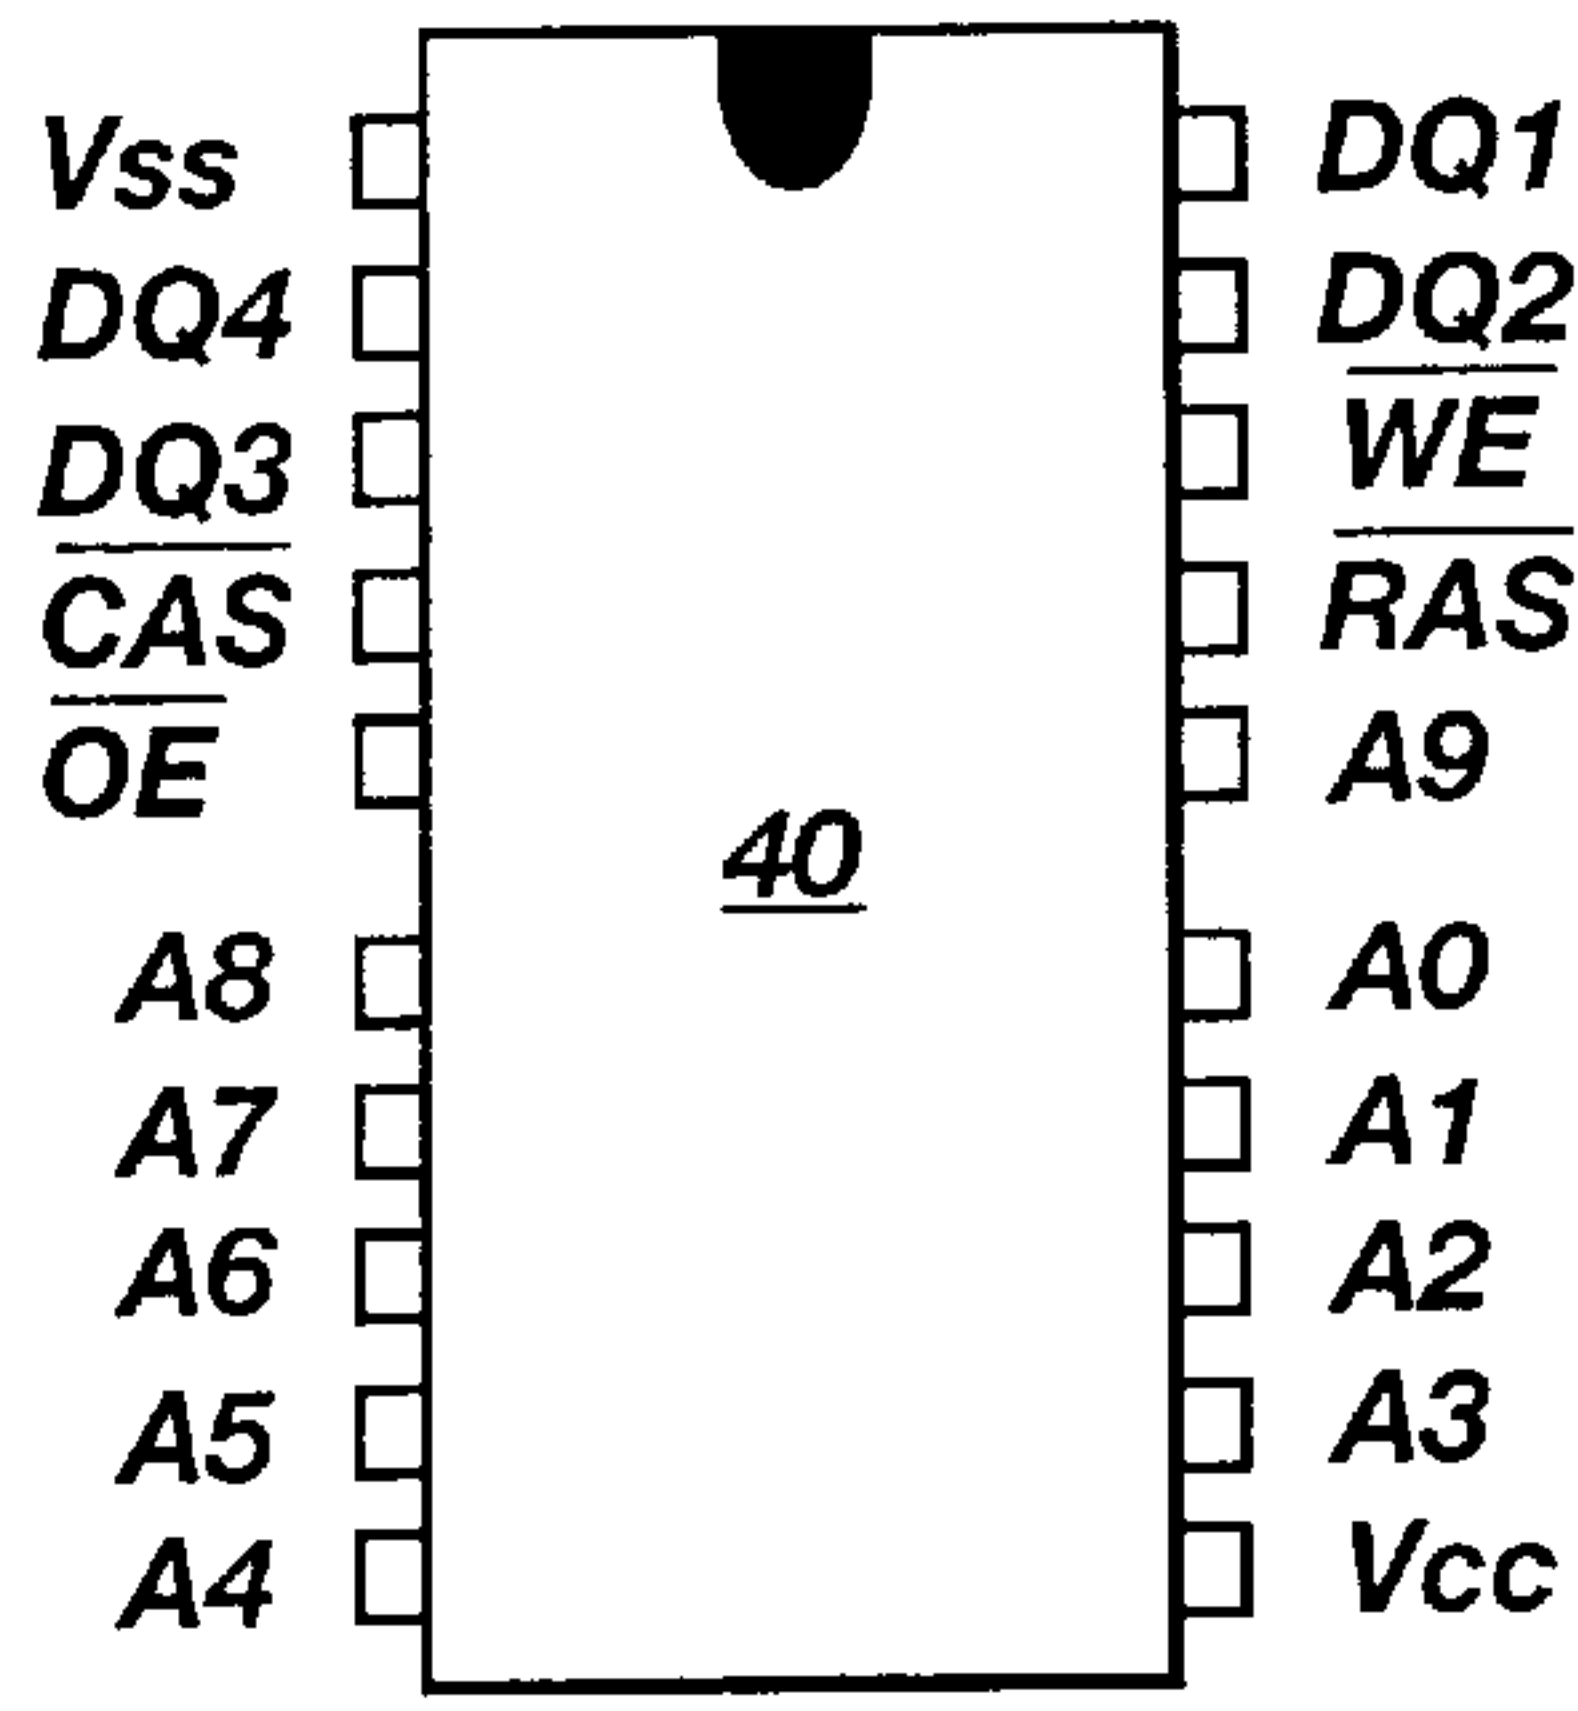 Vss DQ1
DQ4 DQ2
DQ3 WE
CAS RAS
OE A9
40
A8 A0
A7 A1
A6 A2
A5 A3
A4 Vcc